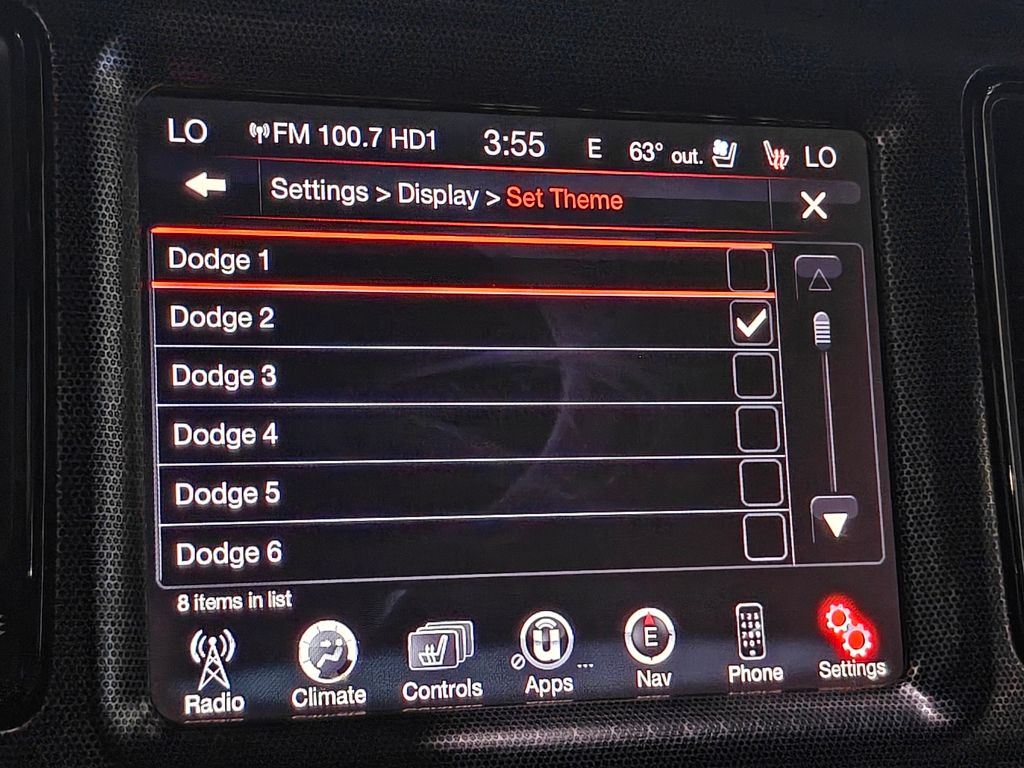 LO FM 100.7 HD1 3:55 E 63° out. LO
Settings > Display > Set Theme
Dodge 1
Dodge 2
Dodge 3
Dodge 4
Dodge 5
Dodge 6
8 items in list
E
Radio Climate Controls Apps ... Nav Phone Settings